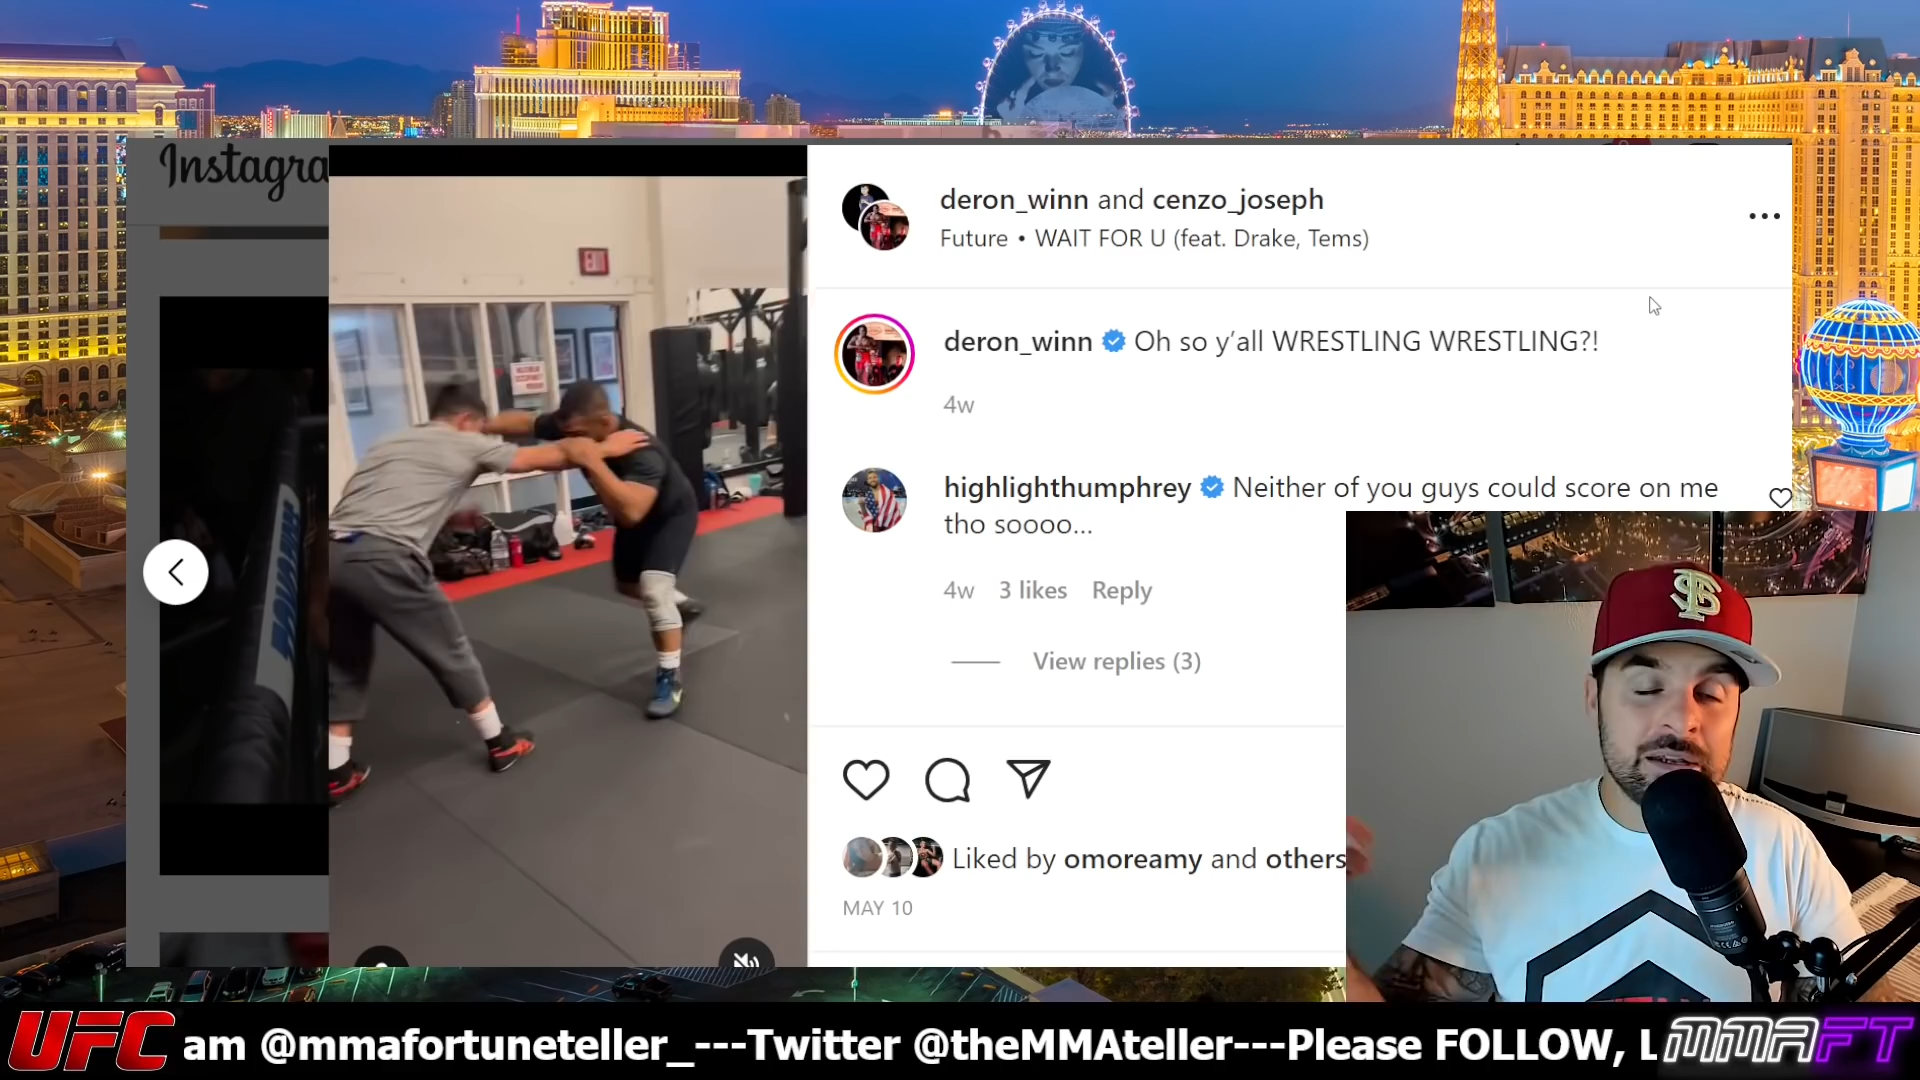 Instagra
deron_winn and cenzo_joseph
Future • WAIT FOR U (feat. Drake, Tems)
deron_winn Oh so y'all WRESTLING WRESTLING?!
4w
highlighthumphrey Neither of you guys could score on me
tho soooo...
4w 3 likes Reply
View replies (3)
Liked by omoreamy and others
MAY 10
UFC am @mmafortuneteller_---Twitter @theMMAteller---Please FOLLOW, L MMAFT